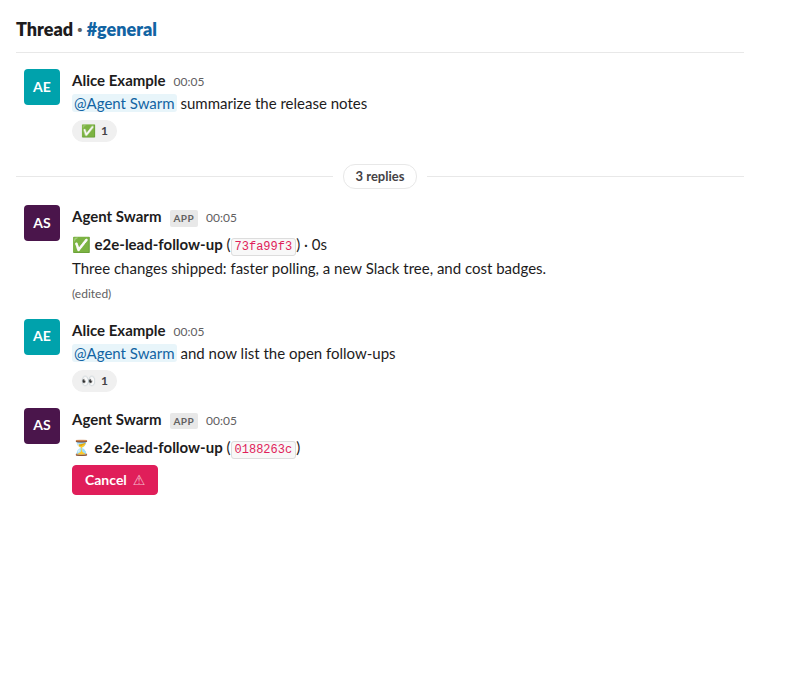 Thread • #general
AE
Alice Example 00:05
@Agent Swarm summarize the release notes
✅ 1
3 replies
AS
Agent Swarm APP 00:05
✅ e2e-lead-follow-up (73fa99f3) · 0s
Three changes shipped: faster polling, a new Slack tree, and cost badges.
(edited)
AE
Alice Example 00:05
@Agent Swarm and now list the open follow-ups
👀 1
AS
Agent Swarm APP 00:05
⏳ e2e-lead-follow-up (0188263c)
Cancel ⚠